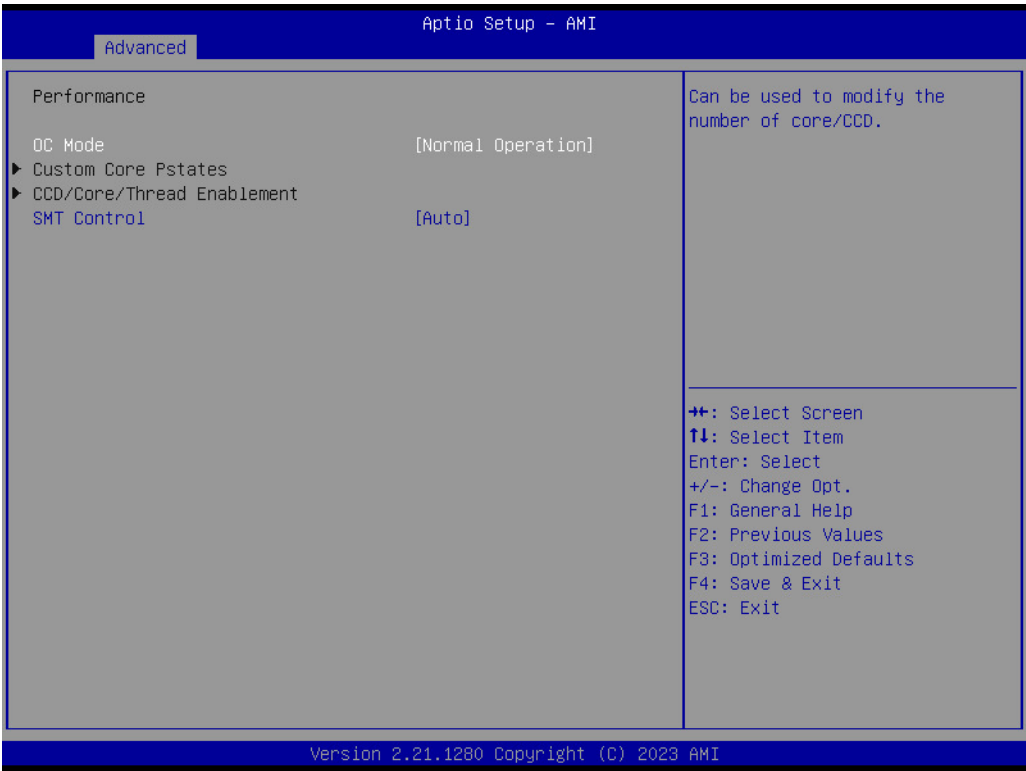 Aptio Setup - AMI
Advanced
Performance
OC Mode [Normal Operation]
Custom Core Pstates
CCD/Core/Thread Enablement
SMT Control [Auto]
Can be used to modify the
number of core/CCD.
→←: Select Screen
↑↓: Select Item
Enter: Select
+/-: Change Opt.
F1: General Help
F2: Previous Values
F3: Optimized Defaults
F4: Save & Exit
ESC: Exit
Version 2.21.1280 Copyright (C) 2023 AMI